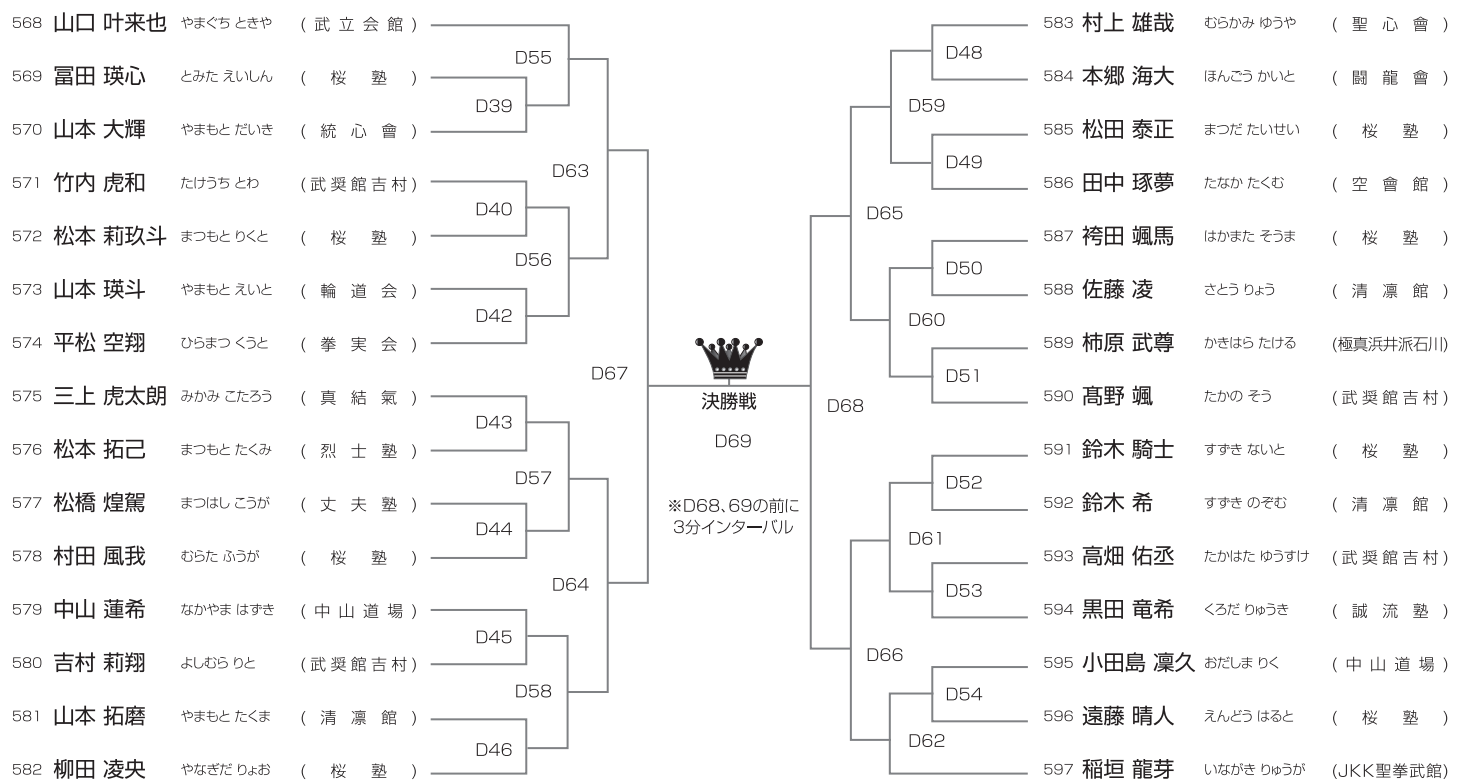 568 山口 叶来也 やまぐち ときや (武立会館)
569 冨田 瑛心 とみた えいしん (桜塾)
570 山本 大輝 やまもと だいき (統心會)
571 竹内 虎和 たけうち とわ (武奨館吉村)
572 松本 莉玖斗 まつもと りくと (桜塾)
573 山本 瑛斗 やまもと えいと (輪道会)
574 平松 空翔 ひらまつ くうと (拳実会)
575 三上 虎太朗 みかみ こたろう (真結氣)
576 松本 拓己 まつもと たくみ (烈士塾)
577 松橋 煌駕 まつはし こうが (丈夫塾)
578 村田 風我 むらた ふうが (桜塾)
579 中山 蓮希 なかやま はずき (中山道場)
580 吉村 莉翔 よしむら りと (武奨館吉村)
581 山本 拓磨 やまもと たくま (清凛館)
582 柳田 凌央 やなぎだ りょお (桜塾)
D55
D39
D63
D40
D56
D42
D67
D43
D57
D44
D64
D45
D58
D46
決勝戦
D69
※D68、69の前に
3分インターバル
D48
D59
D49
D65
D50
D60
D51
D68
D52
D61
D53
D66
D54
D62
583 村上 雄哉 むらかみ ゆうや (聖心會)
584 本郷 海大 ほんごう かいと (闘龍會)
585 松田 泰正 まつだ たいせい (桜塾)
586 田中 琢夢 たなか たくむ (空會館)
587 袴田 颯馬 はかまた そうま (桜塾)
588 佐藤 凌 さとう りょう (清凛館)
589 柿原 武尊 かきはら たける (極真浜井派石川)
590 髙野 颯 たかの そう (武奨館吉村)
591 鈴木 騎士 すずき ないと (桜塾)
592 鈴木 希 すずき のぞむ (清凛館)
593 高畑 佑丞 たかはた ゆうすけ (武奨館吉村)
594 黒田 竜希 くろだ りゅうき (誠流塾)
595 小田島 凜久 おだしま りく (中山道場)
596 遠藤 晴人 えんどう はると (桜塾)
597 稲垣 龍芽 いながき りゅうが (JKK聖拳武館)